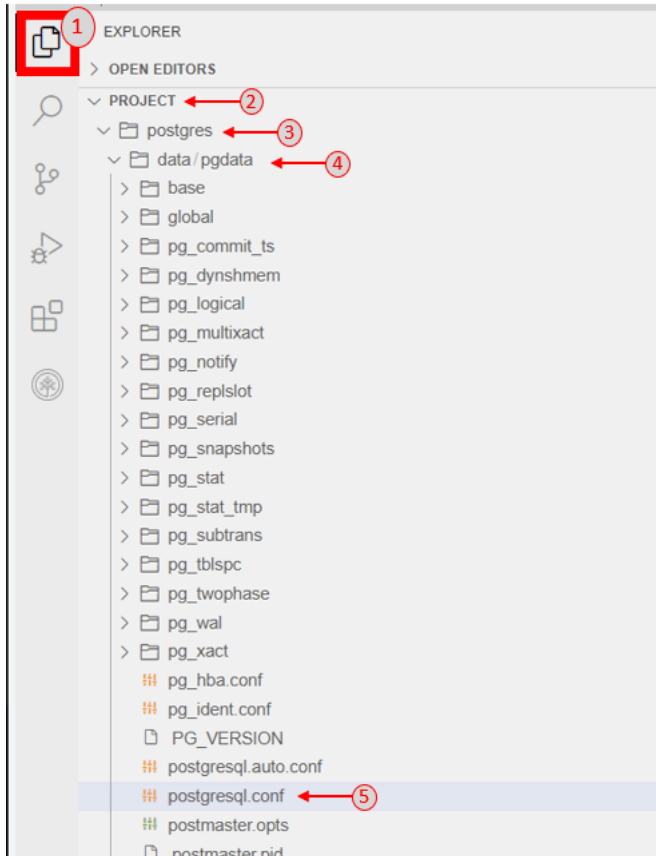 1
EXPLORER
OPEN EDITORS
PROJECT 2
postgres 3
data/pgdata 4
base
global
pg_commit_ts
pg_dynshmem
pg_logical
pg_multixact
pg_notify
pg_replslot
pg_serial
pg_snapshots
pg_stat
pg_stat_tmp
pg_subtrans
pg_tblspc
pg_twophase
pg_wal
pg_xact
pg_hba.conf
pg_ident.conf
PG_VERSION
postgresql.auto.conf
postgresql.conf 5
postmaster.opts
postmaster.pid